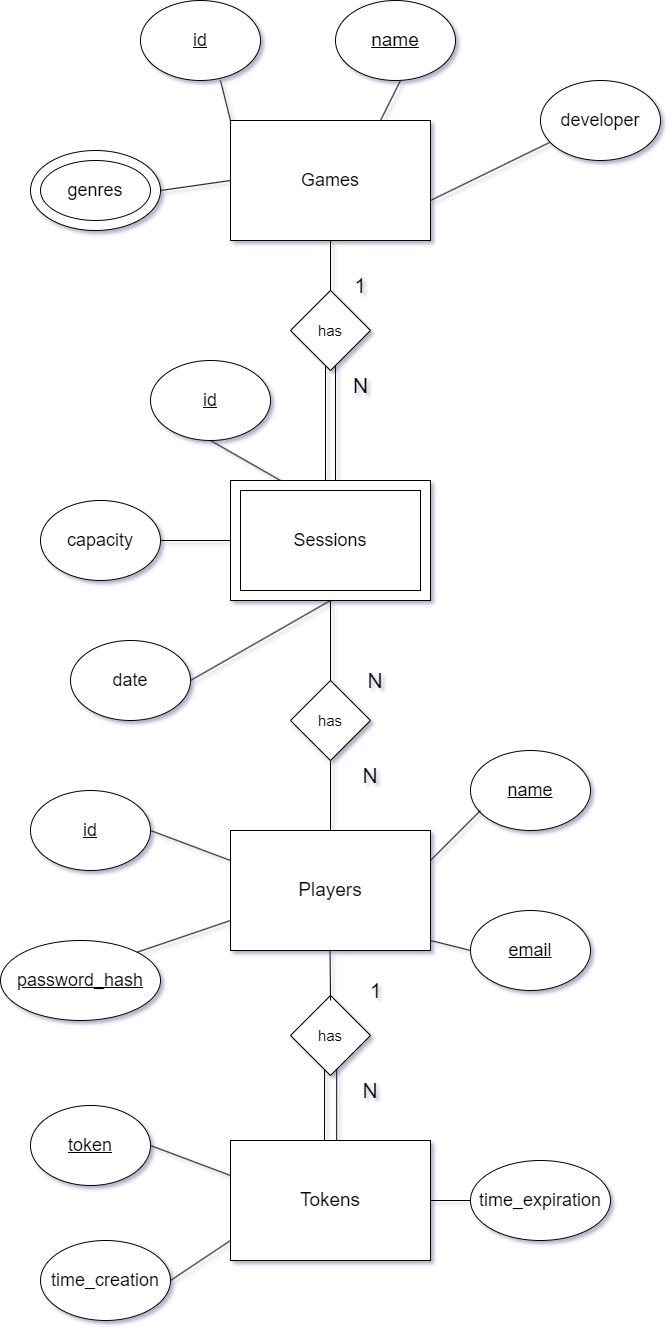 id
name
developer
genres
Games
1
has
N
id
capacity
Sessions
date
N
has
N
name
id
Players
email
password_hash
1
has
N
token
Tokens
time_expiration
time_creation